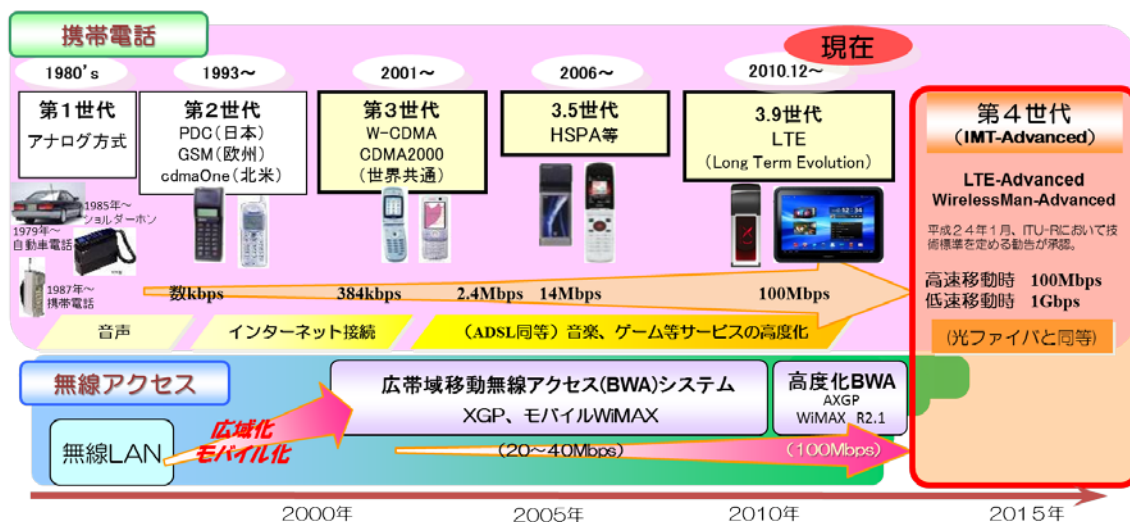 携帯電話
現在
1980's
1993～
2001～
2006～
2010.12～
第1世代
アナログ方式
第2世代
PDC(日本)
GSM(欧州)
cdmaOne(北米)
第3世代
W-CDMA
CDMA2000
(世界共通)
3.5世代
HSPA等
3.9世代
LTE
(Long Term Evolution)
第4世代
(IMT-Advanced)
LTE-Advanced
WirelessMan-Advanced
平成24年1月、ITU-Rにおいて技
術標準を定める勧告が承認。
高速移動時 100Mbps
低速移動時 1Gbps
(光ファイバと同等)
1985年～
ショルダーホン
1979年～
自動車電話
1987年～
携帯電話
数kbps
384kbps
2.4Mbps
14Mbps
100Mbps
音声
インターネット接続
(ADSL同等)音楽、ゲーム等サービスの高度化
無線アクセス
無線LAN
広域化
モバイル化
広帯域移動無線アクセス(BWA)システム
XGP、モバイルWiMAX
(20～40Mbps)
高度化BWA
AXGP
WiMAX R2.1
(100Mbps)
2000年
2005年
2010年
2015年